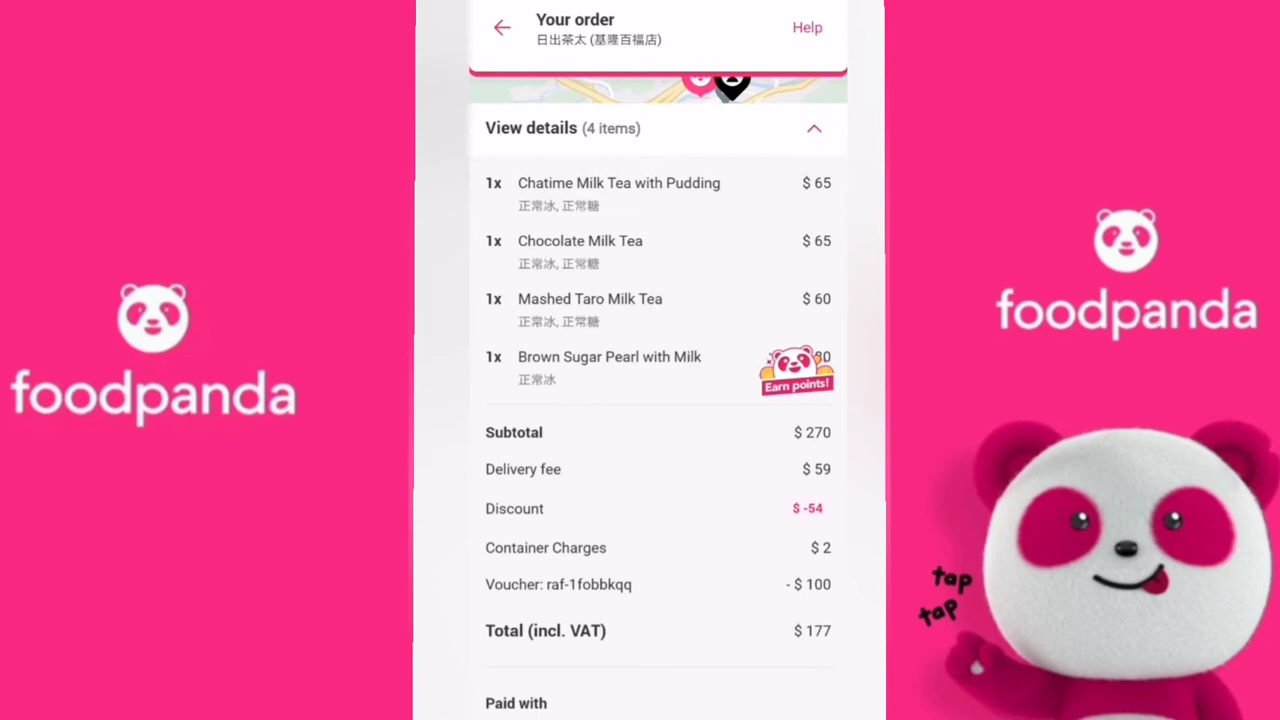 foodpanda
Your order
日出茶太 (基隆百福店)
Help
View details (4 items)
1x Chatime Milk Tea with Pudding $ 65
正常冰, 正常糖
1x Chocolate Milk Tea $ 65
正常冰, 正常糖
1x Mashed Taro Milk Tea $ 60
正常冰, 正常糖
1x Brown Sugar Pearl with Milk
正常冰
Earn points!
Subtotal $ 270
Delivery fee $ 59
Discount $ -54
Container Charges $ 2
Voucher: raf-1fobbkqq - $ 100
Total (incl. VAT) $ 177
Paid with
foodpanda
tap
tap